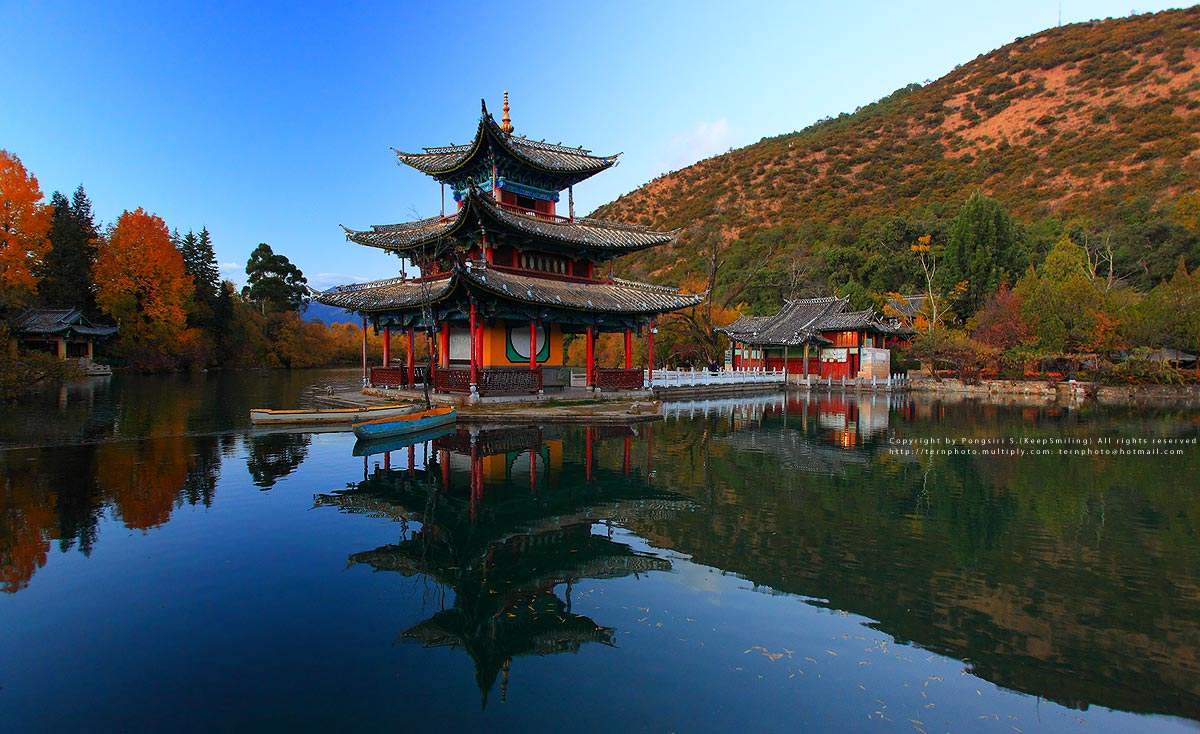 Copyright by Pongsiri S.(KeepSmiling) All rights reserved
http://ternphoto.multiply.com: ternphoto@hotmail.com